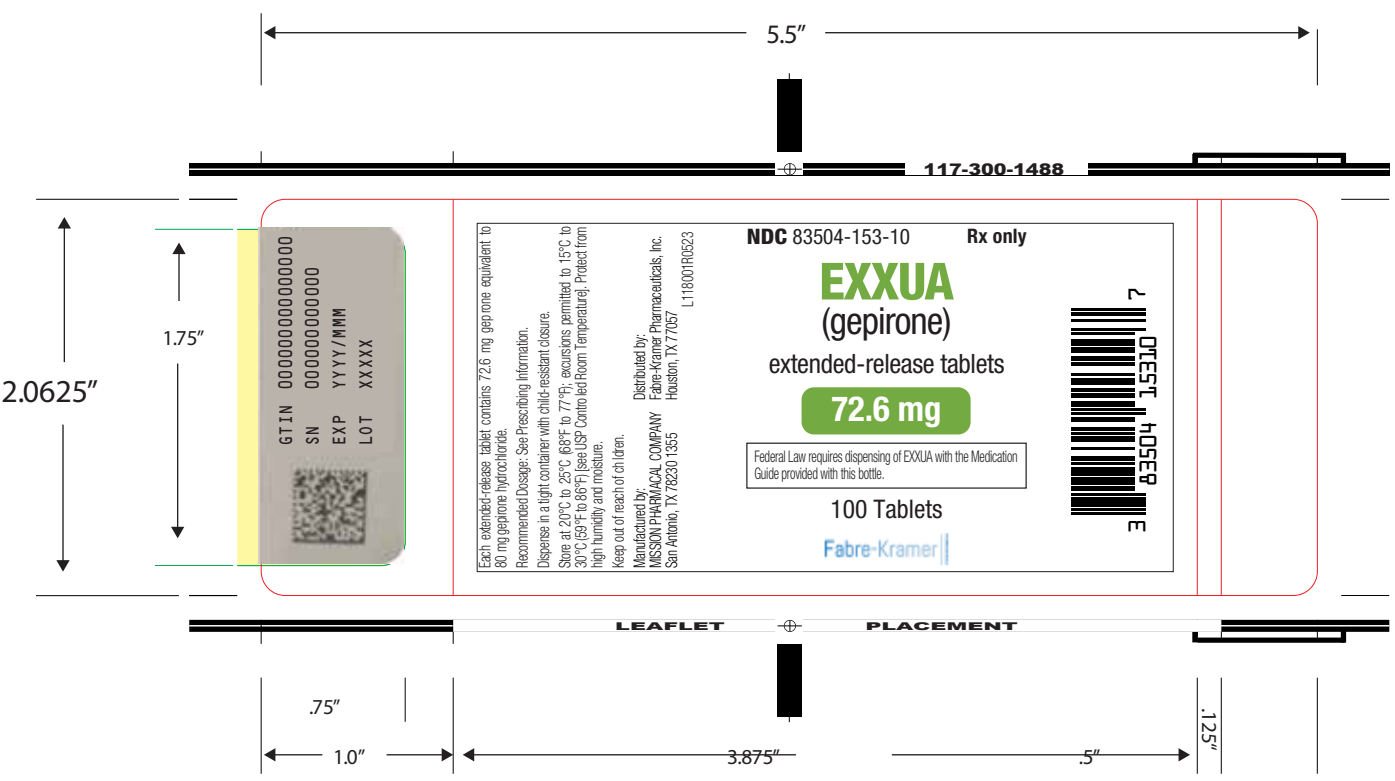 5.5”
117-300-1488
2.0625”
1.75”
GTIN 00000000000000
SN 000000000000
EXP YYYY/MMM
LOT XXXXX
Each extended-release tablet contains 72.6 mg gepirone equivalent to
80 mg gepirone hydrochloride.
Recommended Dosage: See Prescribing Information.
Dispense in a tight container with child-resistant closure.
Store at 20°C to 25°C (68°F to 77°F); excursions permitted to 15°C to
30°C (59°F to 86°F) [see USP Contro led Room Temperature]. Protect from
high humidity and moisture.
Keep out of reach of ch ldren.
Manufactured by:
MISSION PHARMACAL COMPANY
San Antonio, TX 78230 1355
Distributed by:
Fabre-Kramer Pharmaceuticals, Inc.
Houston, TX 77057
L118001R0523
NDC 83504-153-10 Rx only
EXXUA
(gepirone)
extended-release tablets
72.6 mg
Federal Law requires dispensing of EXXUA with the Medication
Guide provided with this bottle.
100 Tablets
Fabre-Kramer
3 83504 15310 7
LEAFLET PLACEMENT
.75”
1.0”
3.875”
.5”
.125”